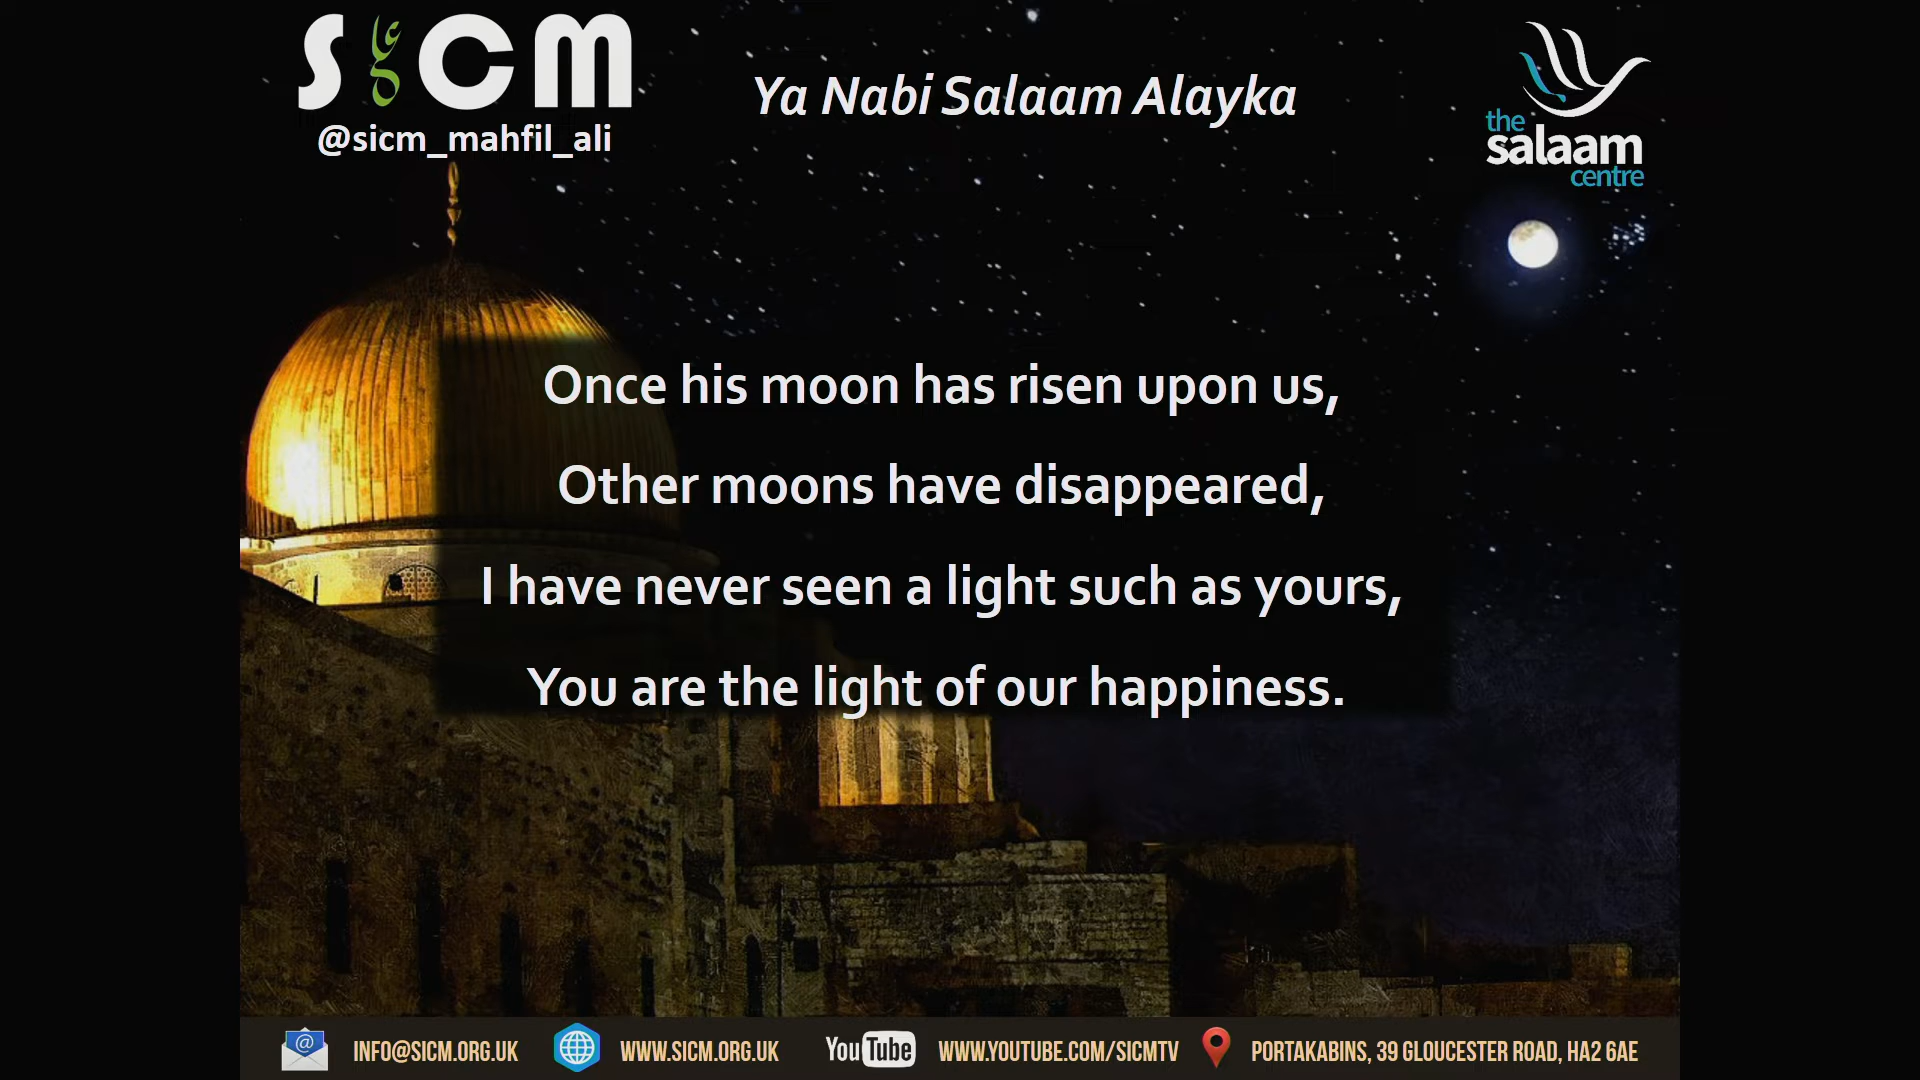 SICM
@sicm_mahfil_ali
Ya Nabi Salaam Alayka
the
salaam
centre
Once his moon has risen upon us,
Other moons have disappeared,
I have never seen a light such as yours,
You are the light of our happiness.
INFO@SICM.ORG.UK
WWW.SICM.ORG.UK
YouTube
WWW.YOUTUBE.COM/SICMTV
PORTAKABINS, 39 GLOUCESTER ROAD, HA2 6AE